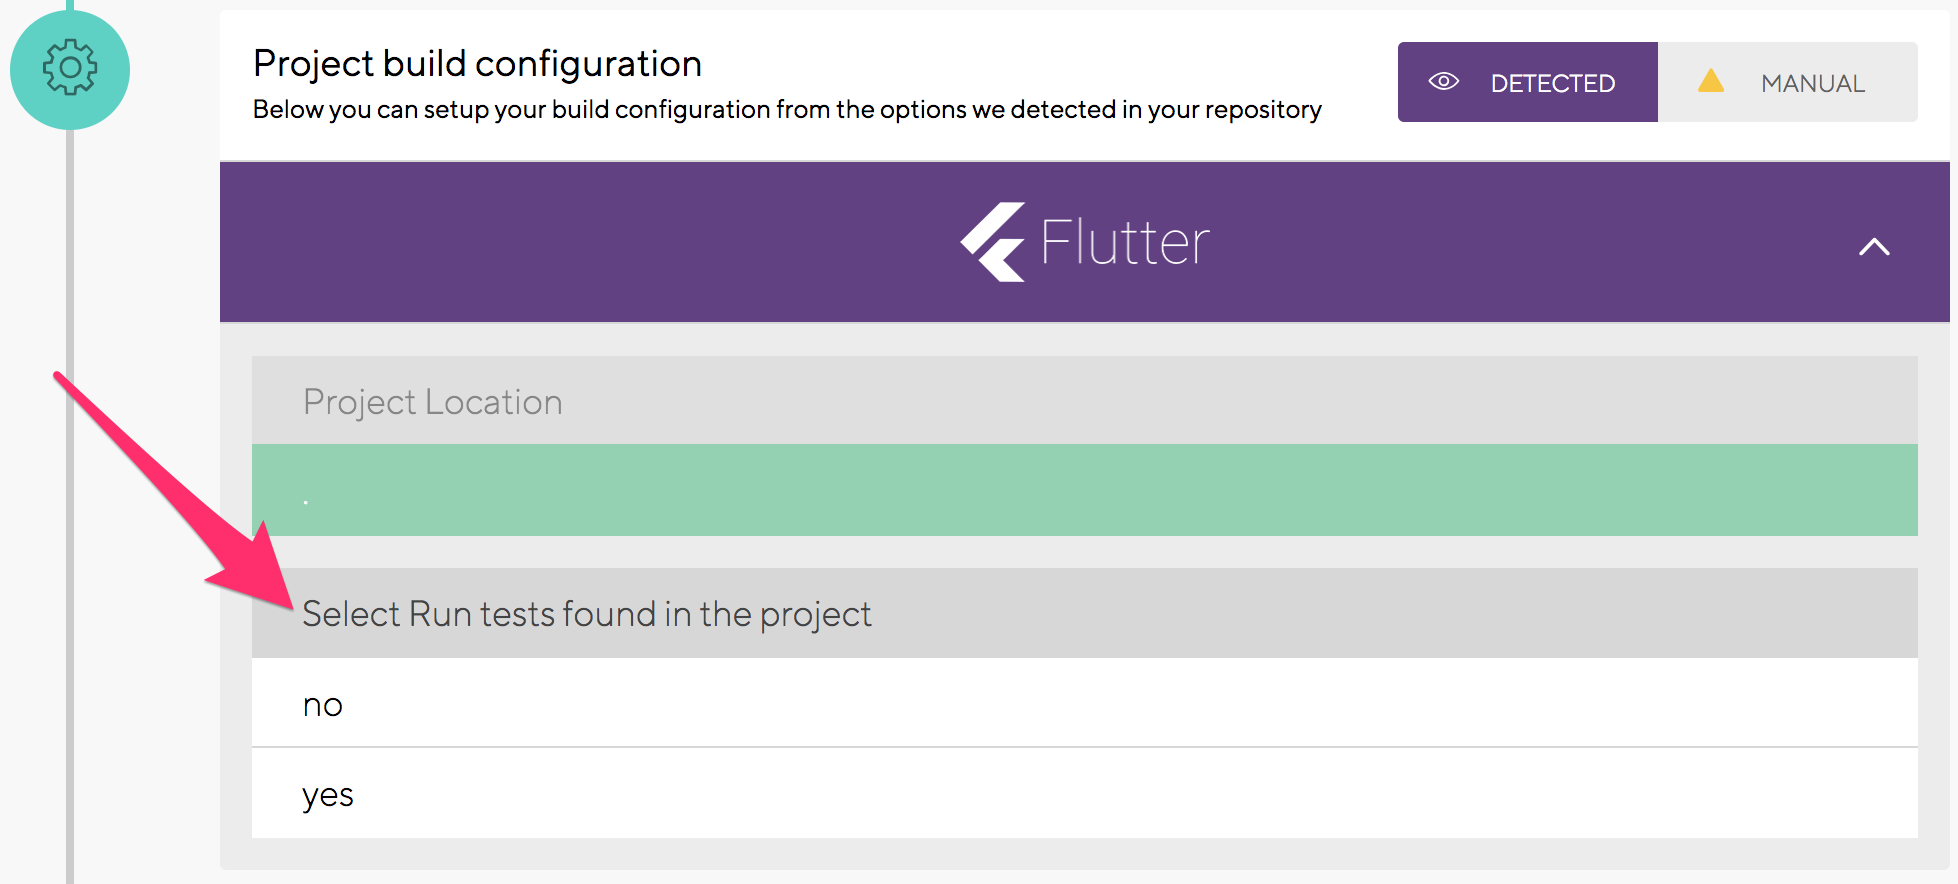 Project build configuration
Below you can setup your build configuration from the options we detected in your repository
DETECTED
MANUAL
Flutter
Project Location
.
Select Run tests found in the project
no
yes